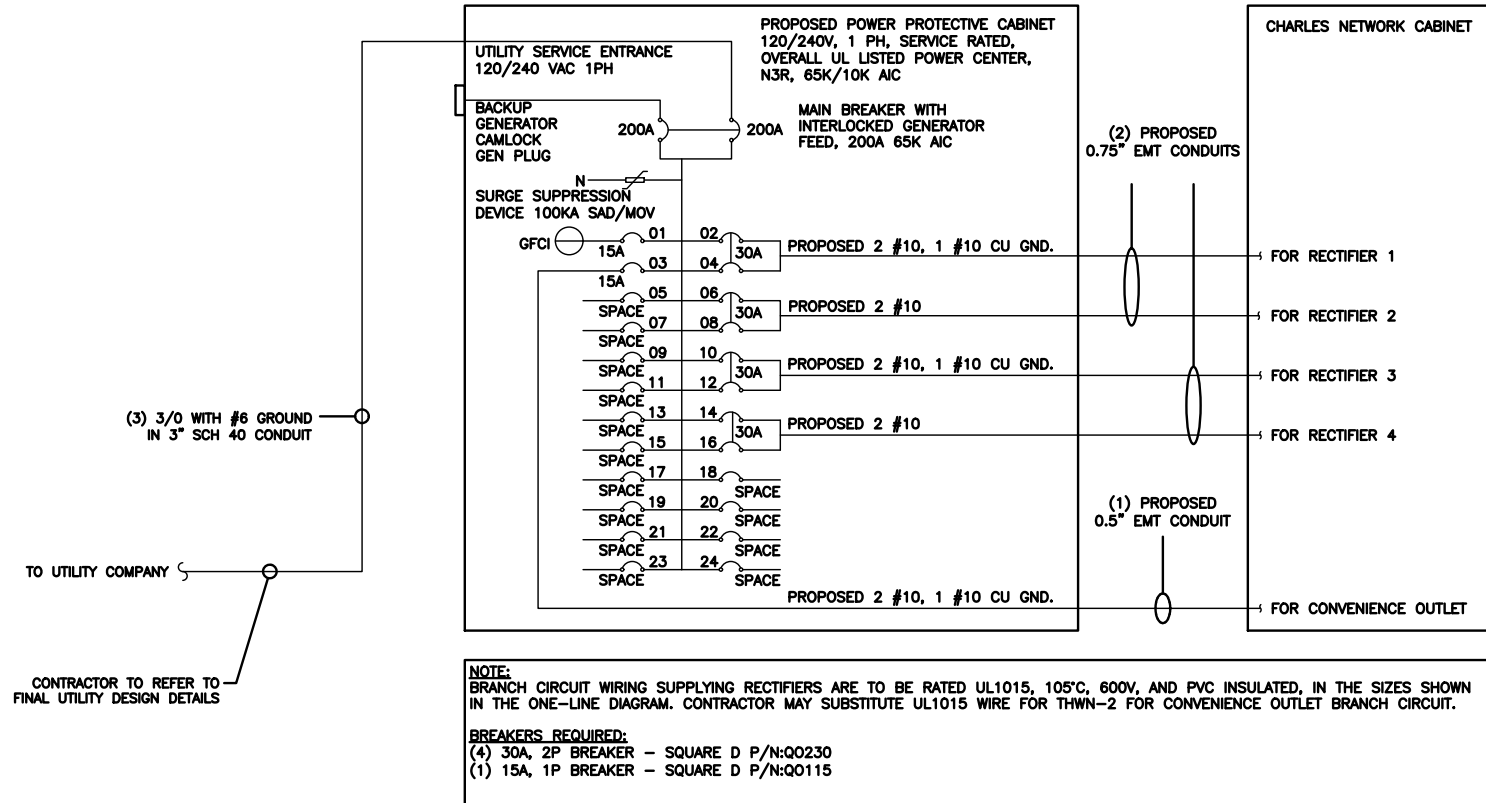 UTILITY SERVICE ENTRANCE
120/240 VAC 1PH
PROPOSED POWER PROTECTIVE CABINET
120/240V, 1 PH, SERVICE RATED,
OVERALL UL LISTED POWER CENTER,
N3R, 65K/10K AIC
CHARLES NETWORK CABINET
BACKUP
GENERATOR
CAMLOCK
GEN PLUG
200A
200A
MAIN BREAKER WITH
INTERLOCKED GENERATOR
FEED, 200A 65K AIC
(2) PROPOSED
0.75" EMT CONDUITS
N
SURGE SUPPRESSION
DEVICE 100KA SAD/MOV
GFCI
15A
01
02
30A
PROPOSED 2 #10, 1 #10 CU GND.
FOR RECTIFIER 1
15A
03
04
SPACE
05
06
30A
PROPOSED 2 #10
FOR RECTIFIER 2
SPACE
07
08
SPACE
09
10
30A
PROPOSED 2 #10, 1 #10 CU GND.
FOR RECTIFIER 3
SPACE
11
12
SPACE
13
14
30A
PROPOSED 2 #10
FOR RECTIFIER 4
SPACE
15
16
SPACE
17
18
SPACE
SPACE
19
20
SPACE
SPACE
21
22
SPACE
SPACE
23
24
SPACE
(3) 3/0 WITH #6 GROUND
IN 3" SCH 40 CONDUIT
(1) PROPOSED
0.5" EMT CONDUIT
TO UTILITY COMPANY
PROPOSED 2 #10, 1 #10 CU GND.
FOR CONVENIENCE OUTLET
CONTRACTOR TO REFER TO
FINAL UTILITY DESIGN DETAILS
NOTE:
BRANCH CIRCUIT WIRING SUPPLYING RECTIFIERS ARE TO BE RATED UL1015, 105°C, 600V, AND PVC INSULATED, IN THE SIZES SHOWN
IN THE ONE-LINE DIAGRAM. CONTRACTOR MAY SUBSTITUTE UL1015 WIRE FOR THWN-2 FOR CONVENIENCE OUTLET BRANCH CIRCUIT.
BREAKERS REQUIRED:
(4) 30A, 2P BREAKER - SQUARE D P/N:QO230
(1) 15A, 1P BREAKER - SQUARE D P/N:QO115